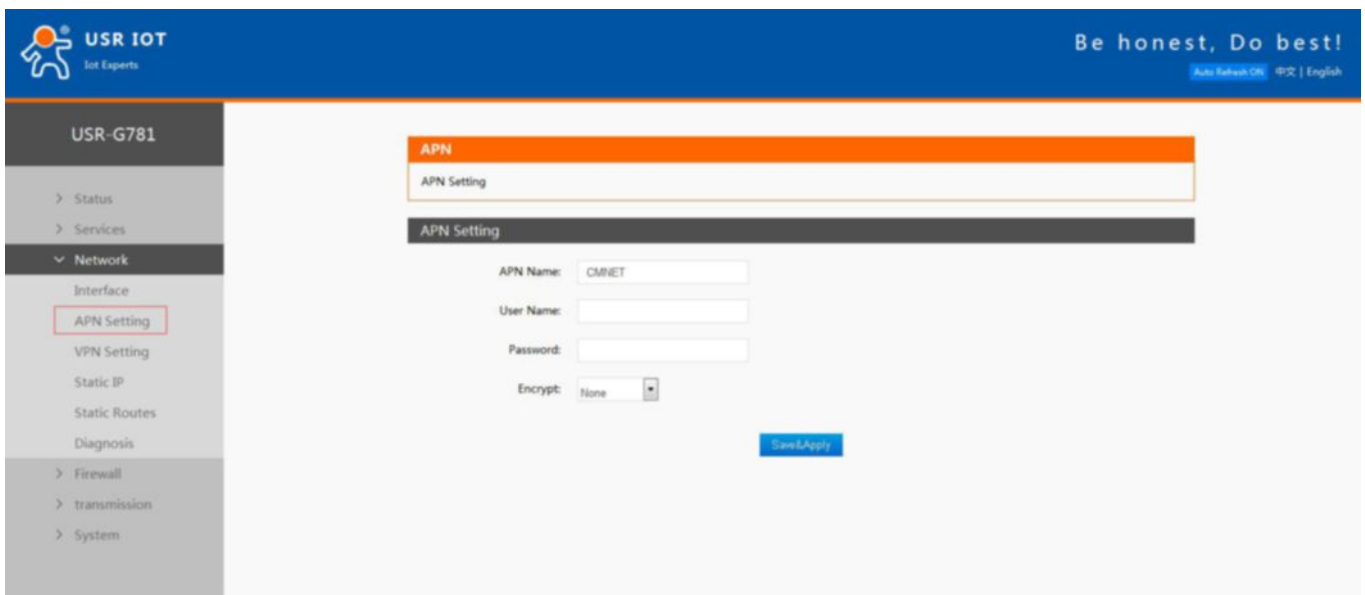 USR IOT
Iot Experts
Be honest, Do best!
Auto Refresh ON 中文 | English
USR-G781
Status
Services
Network
Interface
APN Setting
VPN Setting
Static IP
Static Routes
Diagnosis
Firewall
transmission
System
APN
APN Setting
APN Setting
APN Name: CMNET
User Name:
Password:
Encrypt: None
Save&Apply